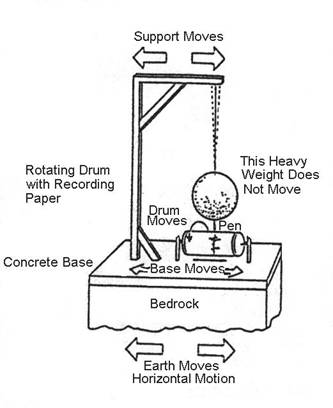 Support Moves
This Heavy
Weight Does
Not Move
Rotating Drum
with Recording
Paper
Drum
Moves
Pen
Concrete Base
Base Moves
Bedrock
Earth Moves
Horizontal Motion